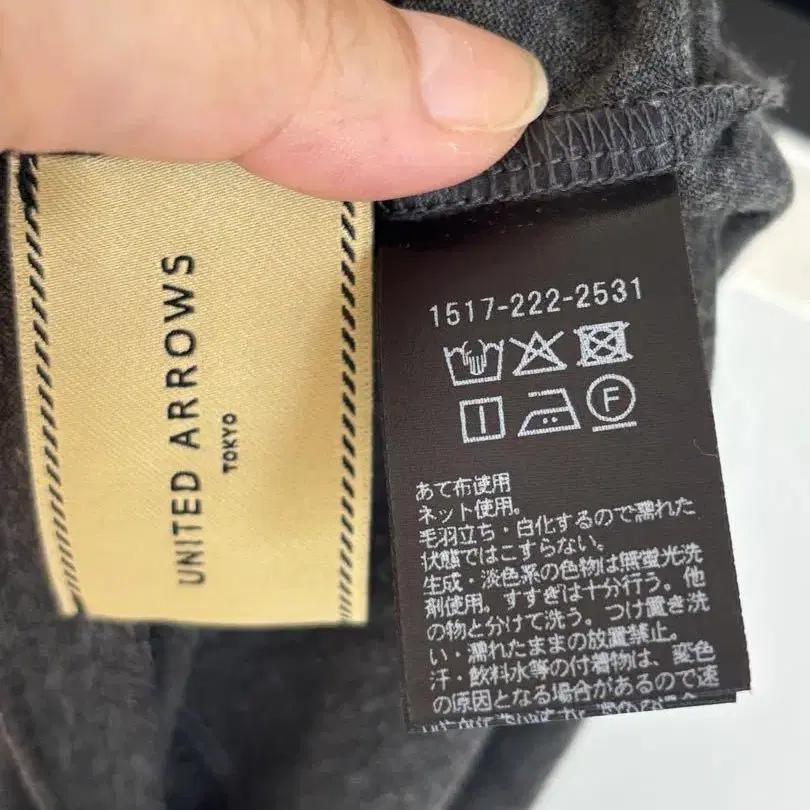 UNITED ARROWS
TOKYO
1517-222-2531
F
あて布使用
ネット使用。
毛羽立ち・白化するので濡れた
状態ではこすらない。
生成・淡色系の色物は無蛍光洗
剤使用。すすぎは十分行う。他
の物と分けて洗う。つけ置き洗
い・濡れたままの放置禁止。
汗・飲料水等の付着物は、変色
の原因となる場合があるので速